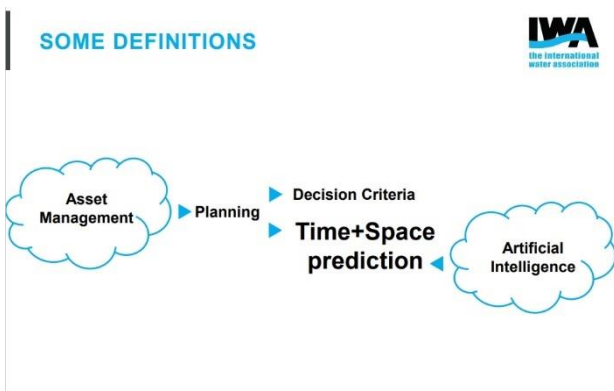 SOME DEFINITIONS
IWA
the international
water association
Asset
Management
Planning
Decision Criteria
Time+Space
prediction
Artificial
Intelligence